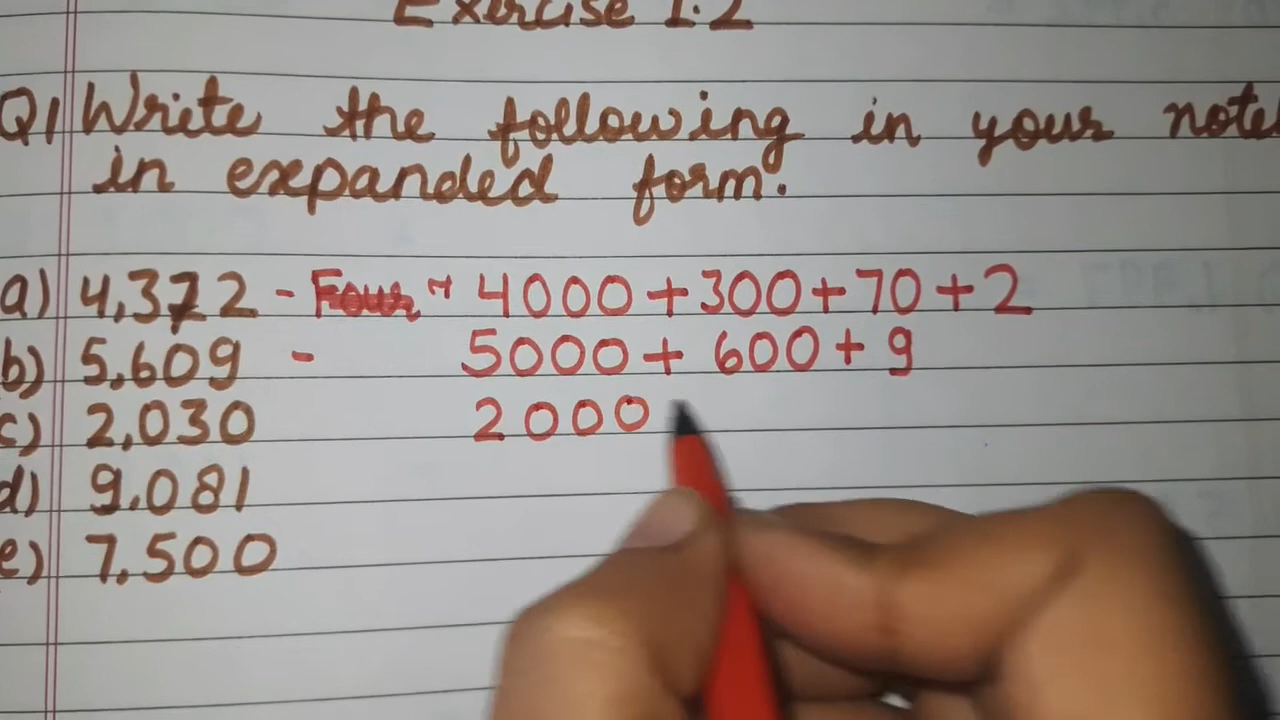 Exercise 1.2
Q1 Write the following in your note
in expanded form.
a) 4,372 - Four - 4000 + 300 + 70 + 2
b) 5,609 - 5000 + 600 + 9
c) 2,030 2000
d) 9,081
e) 7,500